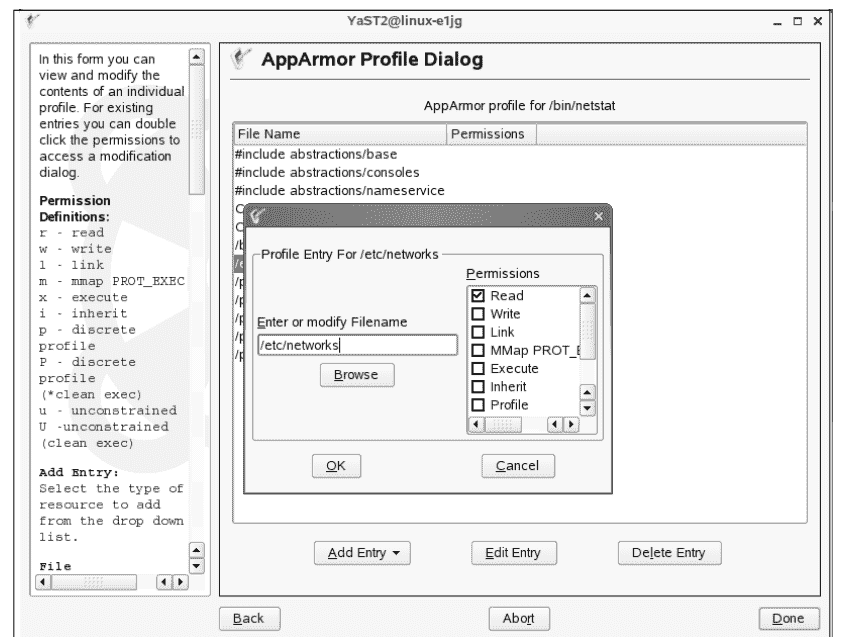 YaST2@linux-e1jg
In this form you can
view and modify the
contents of an individual
profile. For existing
entries you can double
click the permissions to
access a modification
dialog.
Permission
Definitions:
r - read
w - write
l - link
m - mmap PROT_EXEC
x - execute
i - inherit
p - discrete
profile
P - discrete
profile
(*clean exec)
u - unconstrained
U -unconstrained
(clean exec)
Add Entry:
Select the type of
resource to add
from the drop down
list.
File
AppArmor Profile Dialog
AppArmor profile for /bin/netstat
File Name Permissions
#include abstractions/base
#include abstractions/consoles
#include abstractions/nameservice
Profile Entry For /etc/networks
Enter or modify Filename
/etc/networks
Browse
Permissions
Read
Write
Link
MMap PROT_E
Execute
Inherit
Profile
OK Cancel
Add Entry Edit Entry Delete Entry
Back Abort Done